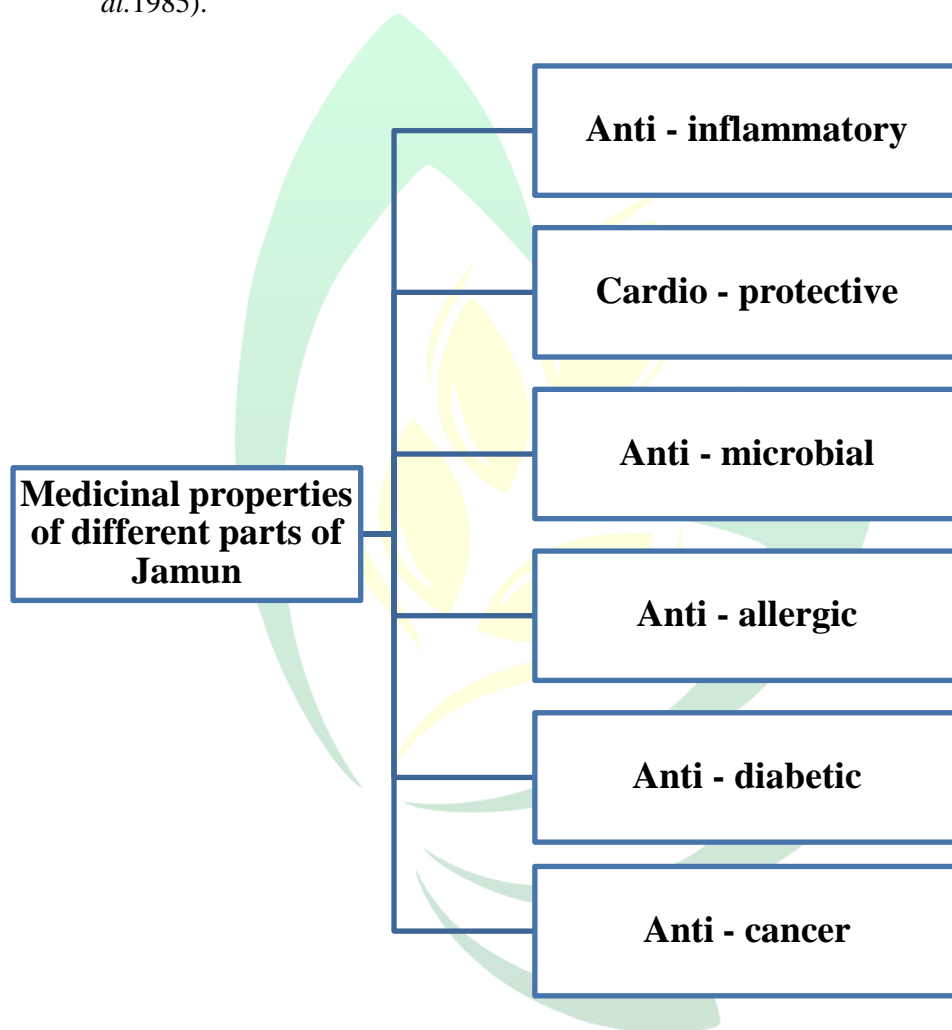 al.1985).
Anti - inflammatory
Cardio - protective
Anti - microbial
Medicinal properties
of different parts of
Jamun
Anti - allergic
Anti - diabetic
Anti - cancer